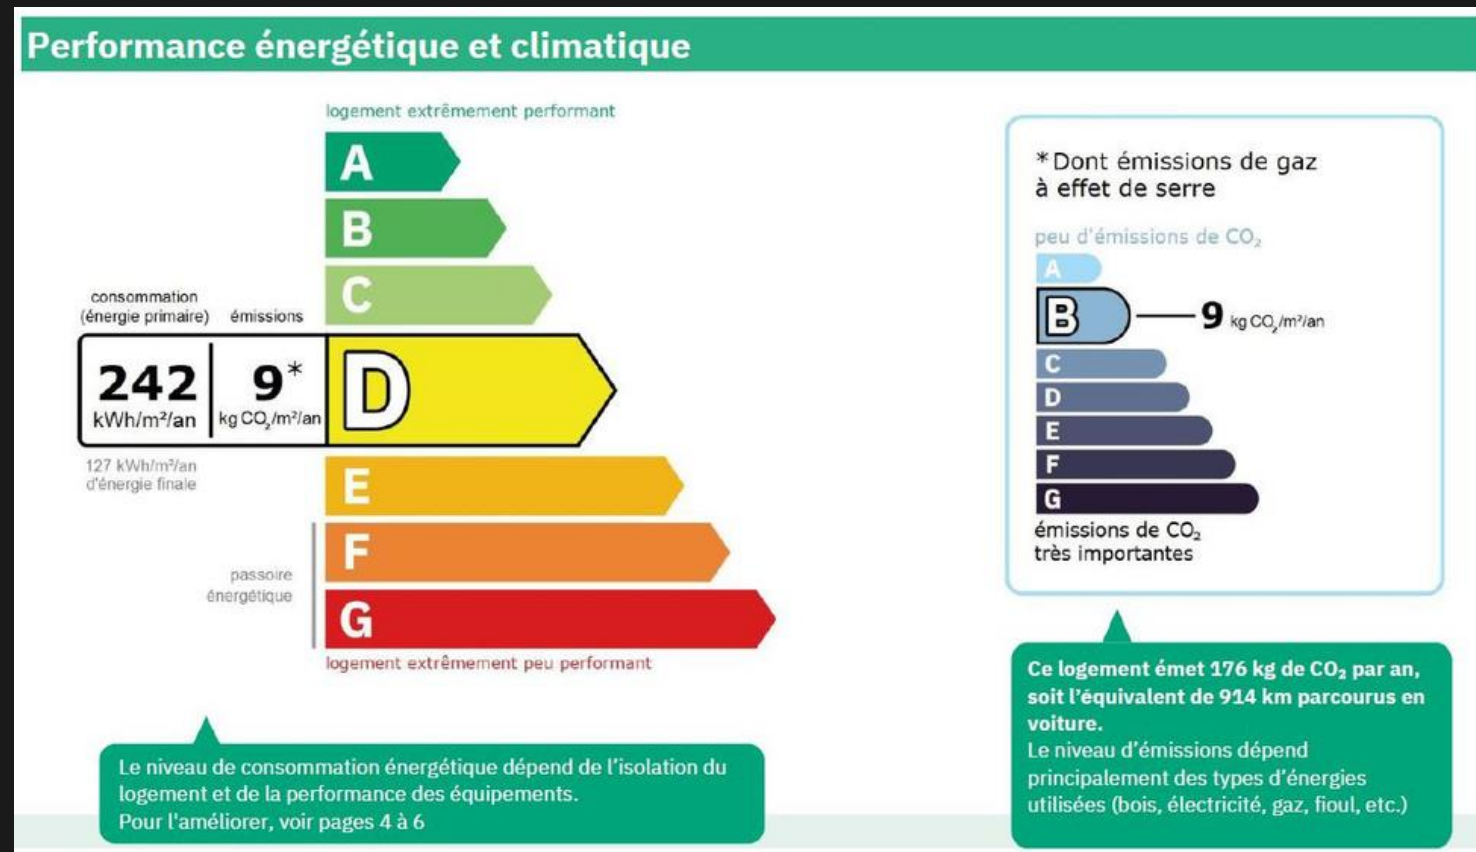 Performance énergétique et climatique
logement extrêmement performant
A
B
C
consommation
(énergie primaire)
émissions
242
kWh/m²/an
9*
kg CO₂/m²/an
D
127 kWh/m²/an
d'énergie finale
E
F
passoire
énergétique
G
logement extrêmement peu performant
Le niveau de consommation énergétique dépend de l'isolation du
logement et de la performance des équipements.
Pour l'améliorer, voir pages 4 à 6
*Dont émissions de gaz
à effet de serre
peu d'émissions de CO₂
A
B
9 kg CO₂/m²/an
C
D
E
F
G
émissions de CO₂
très importantes
Ce logement émet 176 kg de CO₂ par an,
soit l'équivalent de 914 km parcourus en
voiture.
Le niveau d'émissions dépend
principalement des types d'énergies
utilisées (bois, électricité, gaz, fioul, etc.)